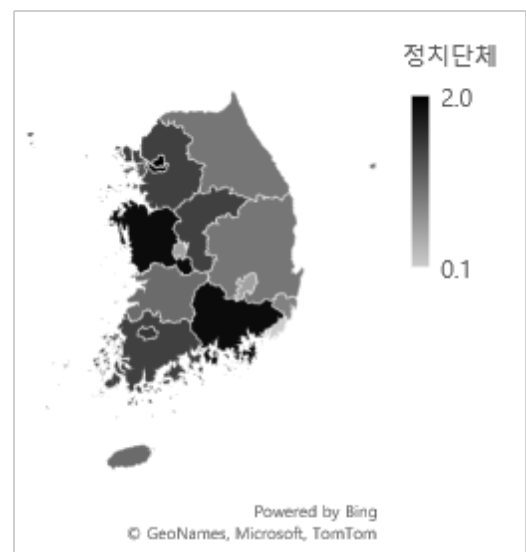 정치단체
2.0
0.1
Powered by Bing
© GeoNames, Microsoft, TomTom